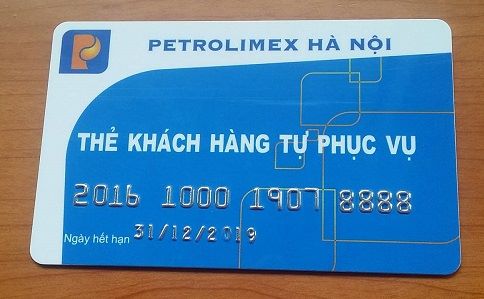 PETROLIMEX HÀ NỘI
THẺ KHÁCH HÀNG TỰ PHỤC VỤ
2016 1000 1907 8888
Ngày hết hạn 31/12/2019